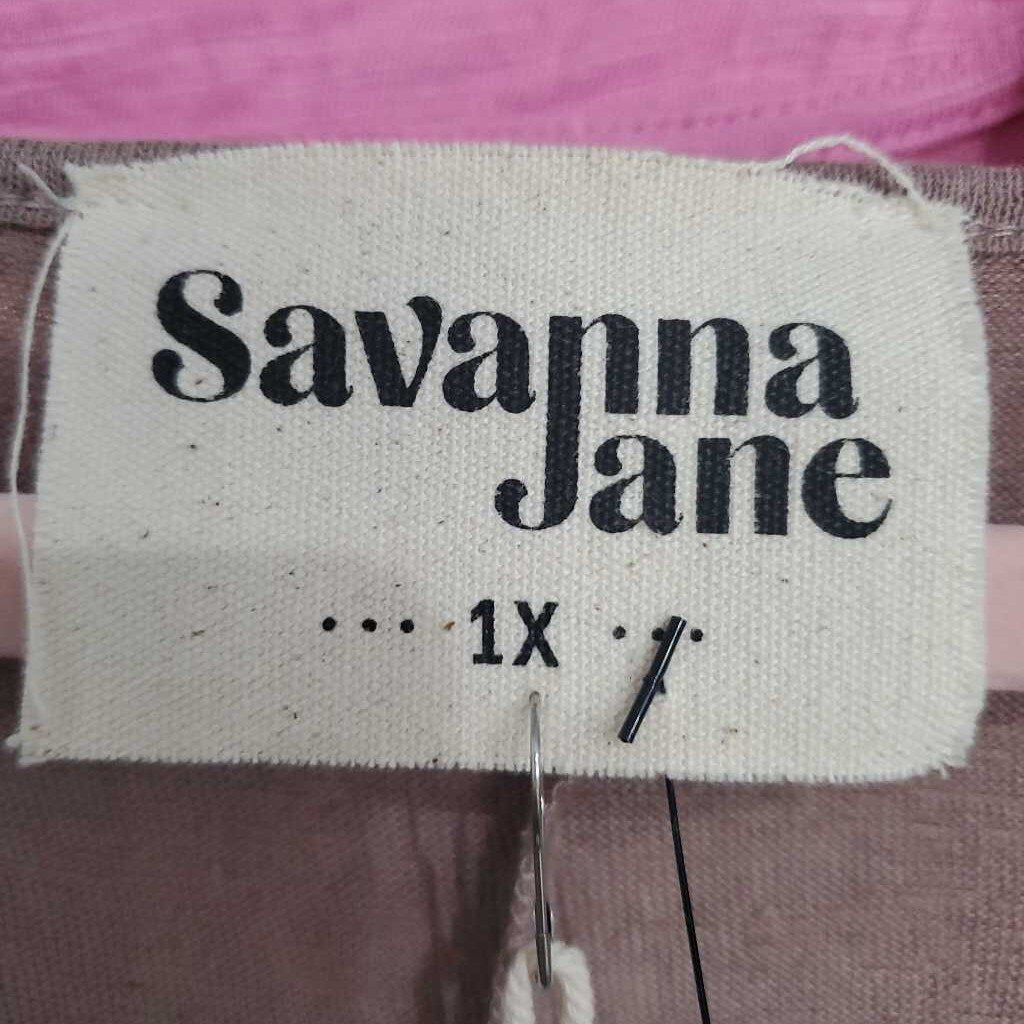 Savanna
Jane
••• 1X •••